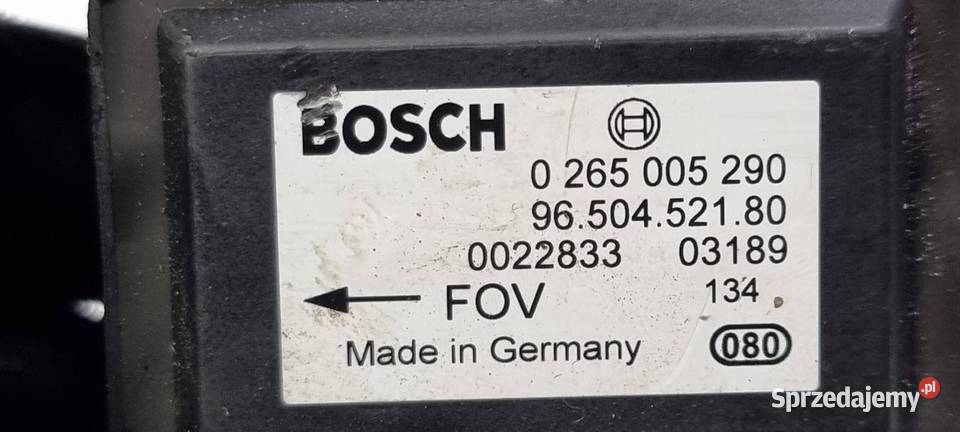 BOSCH
0 265 005 290
96.504.521.80
0022833 03189
FOV 134
Made in Germany 080
Sprzedajemy.pl